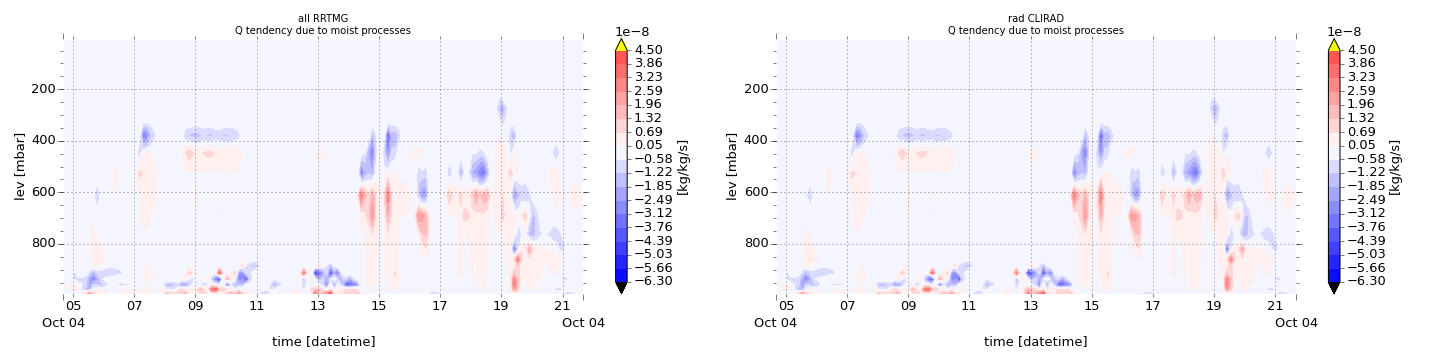 all RRTMG
Q tendency due to moist processes
1e−8
4.50
3.86
3.23
2.59
1.96
1.32
0.69
0.05
−0.58
−1.22
−1.85
−2.49
−3.12
−3.76
−4.39
−5.03
−5.66
−6.30
[kg/kg/s]
lev [mbar]
200
400
600
800
05 07 09 11 13 15 17 19 21
Oct 04 Oct 04
time [datetime]
rad CLIRAD
Q tendency due to moist processes
1e−8
4.50
3.86
3.23
2.59
1.96
1.32
0.69
0.05
−0.58
−1.22
−1.85
−2.49
−3.12
−3.76
−4.39
−5.03
−5.66
−6.30
[kg/kg/s]
lev [mbar]
200
400
600
800
05 07 09 11 13 15 17 19 21
Oct 04 Oct 04
time [datetime]